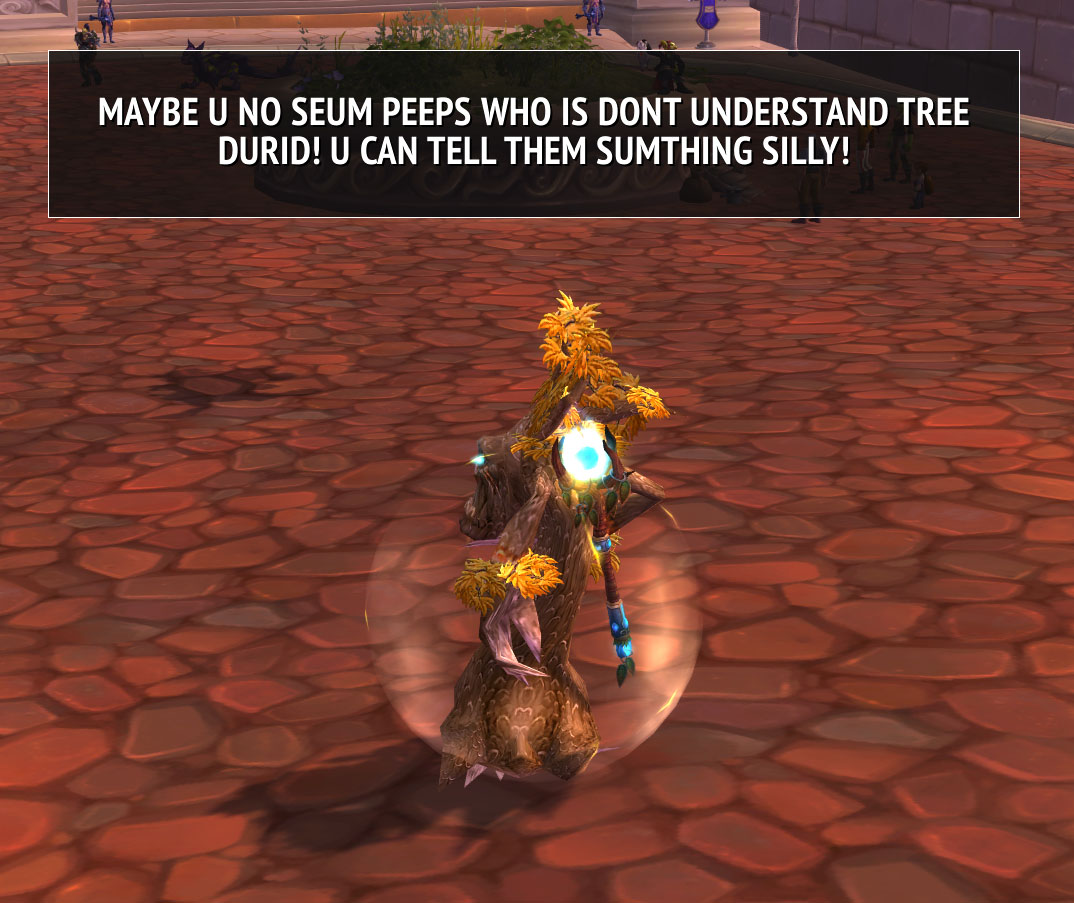 MAYBE U NO SEUM PEEPS WHO IS DONT UNDERSTAND TREE
DURID! U CAN TELL THEM SUMTHING SILLY!